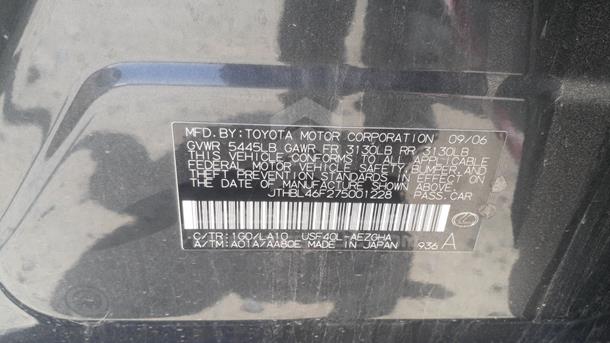 MFD.BY:TOYOTA MOTOR CORPORATION 09/06
GVWR 5445LB GAWR FR 3130LB RR 3130LB
THIS VEHICLE CONFORMS TO ALL APPLICABLE
FEDERAL MOTOR VEHICLE SAFETY,BUMPER,AND
THEFT PREVENTION STANDARDS IN EFFECT ON
THE DATE OF MANUFACTURE SHOWN ABOVE.
JTHBL46F275001228 PASS.CAR
C/TR:1G0/LA10 USF40L-AEZGHA
A/TM:A01A/AA80E MADE IN JAPAN 936 A